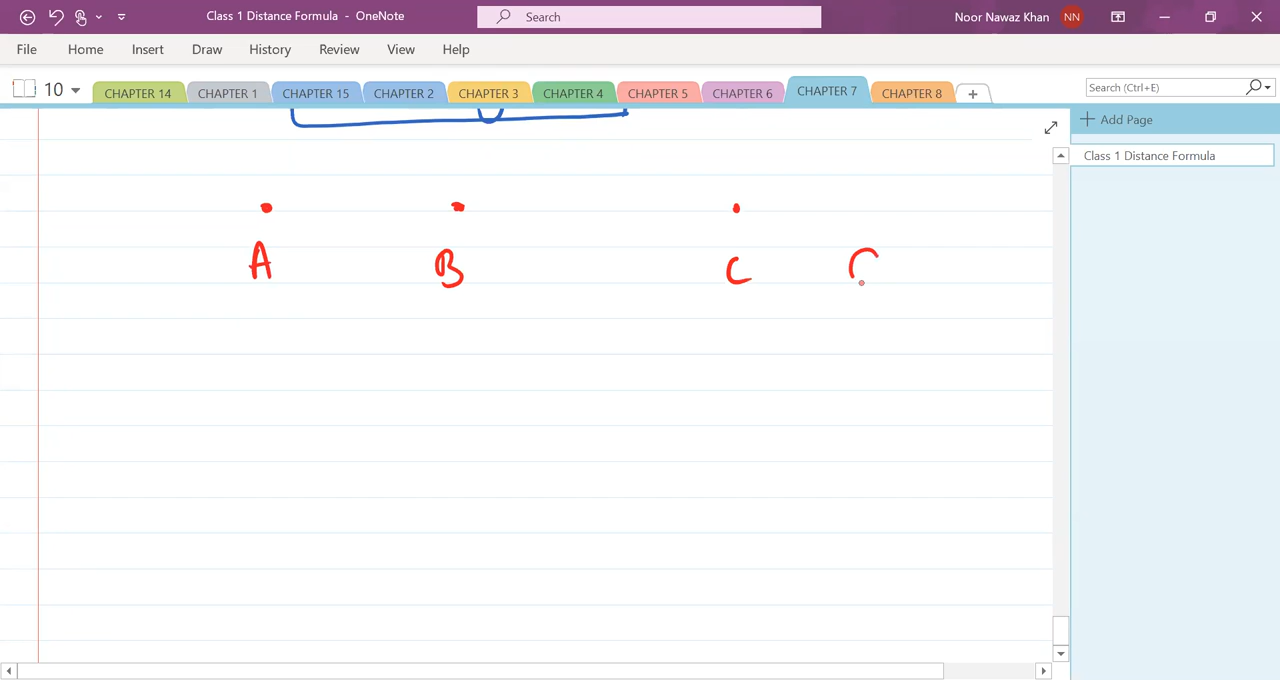 Class 1 Distance Formula - OneNote
Search
Noor Nawaz Khan NN
File Home Insert Draw History Review View Help
10 CHAPTER 14 CHAPTER 1 CHAPTER 15 CHAPTER 2 CHAPTER 3 CHAPTER 4 CHAPTER 5 CHAPTER 6 CHAPTER 7 CHAPTER 8
Search (Ctrl+E)
Add Page
Class 1 Distance Formula
A B C